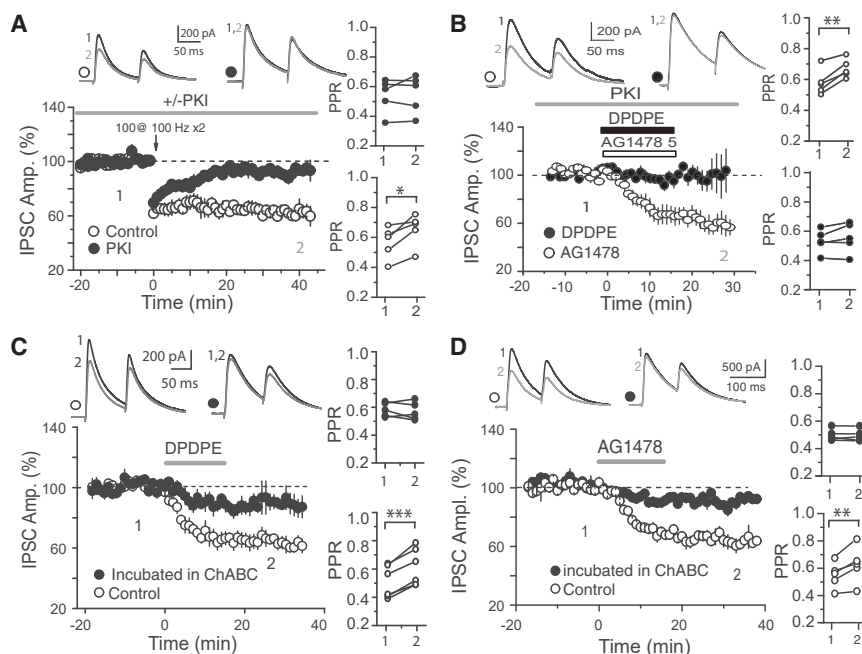 A
1
2
200 pA
50 ms
1,2
2
+/-PKI
100@ 100 Hz x2
IPSC Amp. (%)
140
100
60
20
1
Control
PKI
2
-20
0
20
40
Time (min)
PPR
1.0
0.8
0.6
0.4
0.2
1
2
*
PPR
1.0
0.8
0.6
0.4
0.2
1
2
B
1
2
200 pA
50 ms
1,2
PKI
DPDPE
AG1478 5
IPSC Amp. (%)
140
100
60
20
1
DPDPE
AG1478
2
-20
-10
0
10
20
30
Time (min)
**
PPR
1.0
0.8
0.6
0.4
0.2
1
2
PPR
1.0
0.8
0.6
0.4
0.2
1
2
C
1
2
200 pA
50 ms
1,2
DPDPE
IPSC Amp. (%)
140
100
60
20
1
2
Incubated in ChABC
Control
-20
0
20
40
Time (min)
PPR
1.0
0.8
0.6
0.4
0.2
1
2
***
PPR
1.0
0.8
0.6
0.4
0.2
1
2
D
1
2
1,2
500 pA
100 ms
AG1478
IPSC Ampl. (%)
140
100
60
20
1
2
incubated in ChABC
Control
-20
0
20
40
Time (min)
PPR
1.0
0.8
0.6
0.4
0.2
1
2
**
PPR
1.0
0.8
0.6
0.4
0.2
1
2